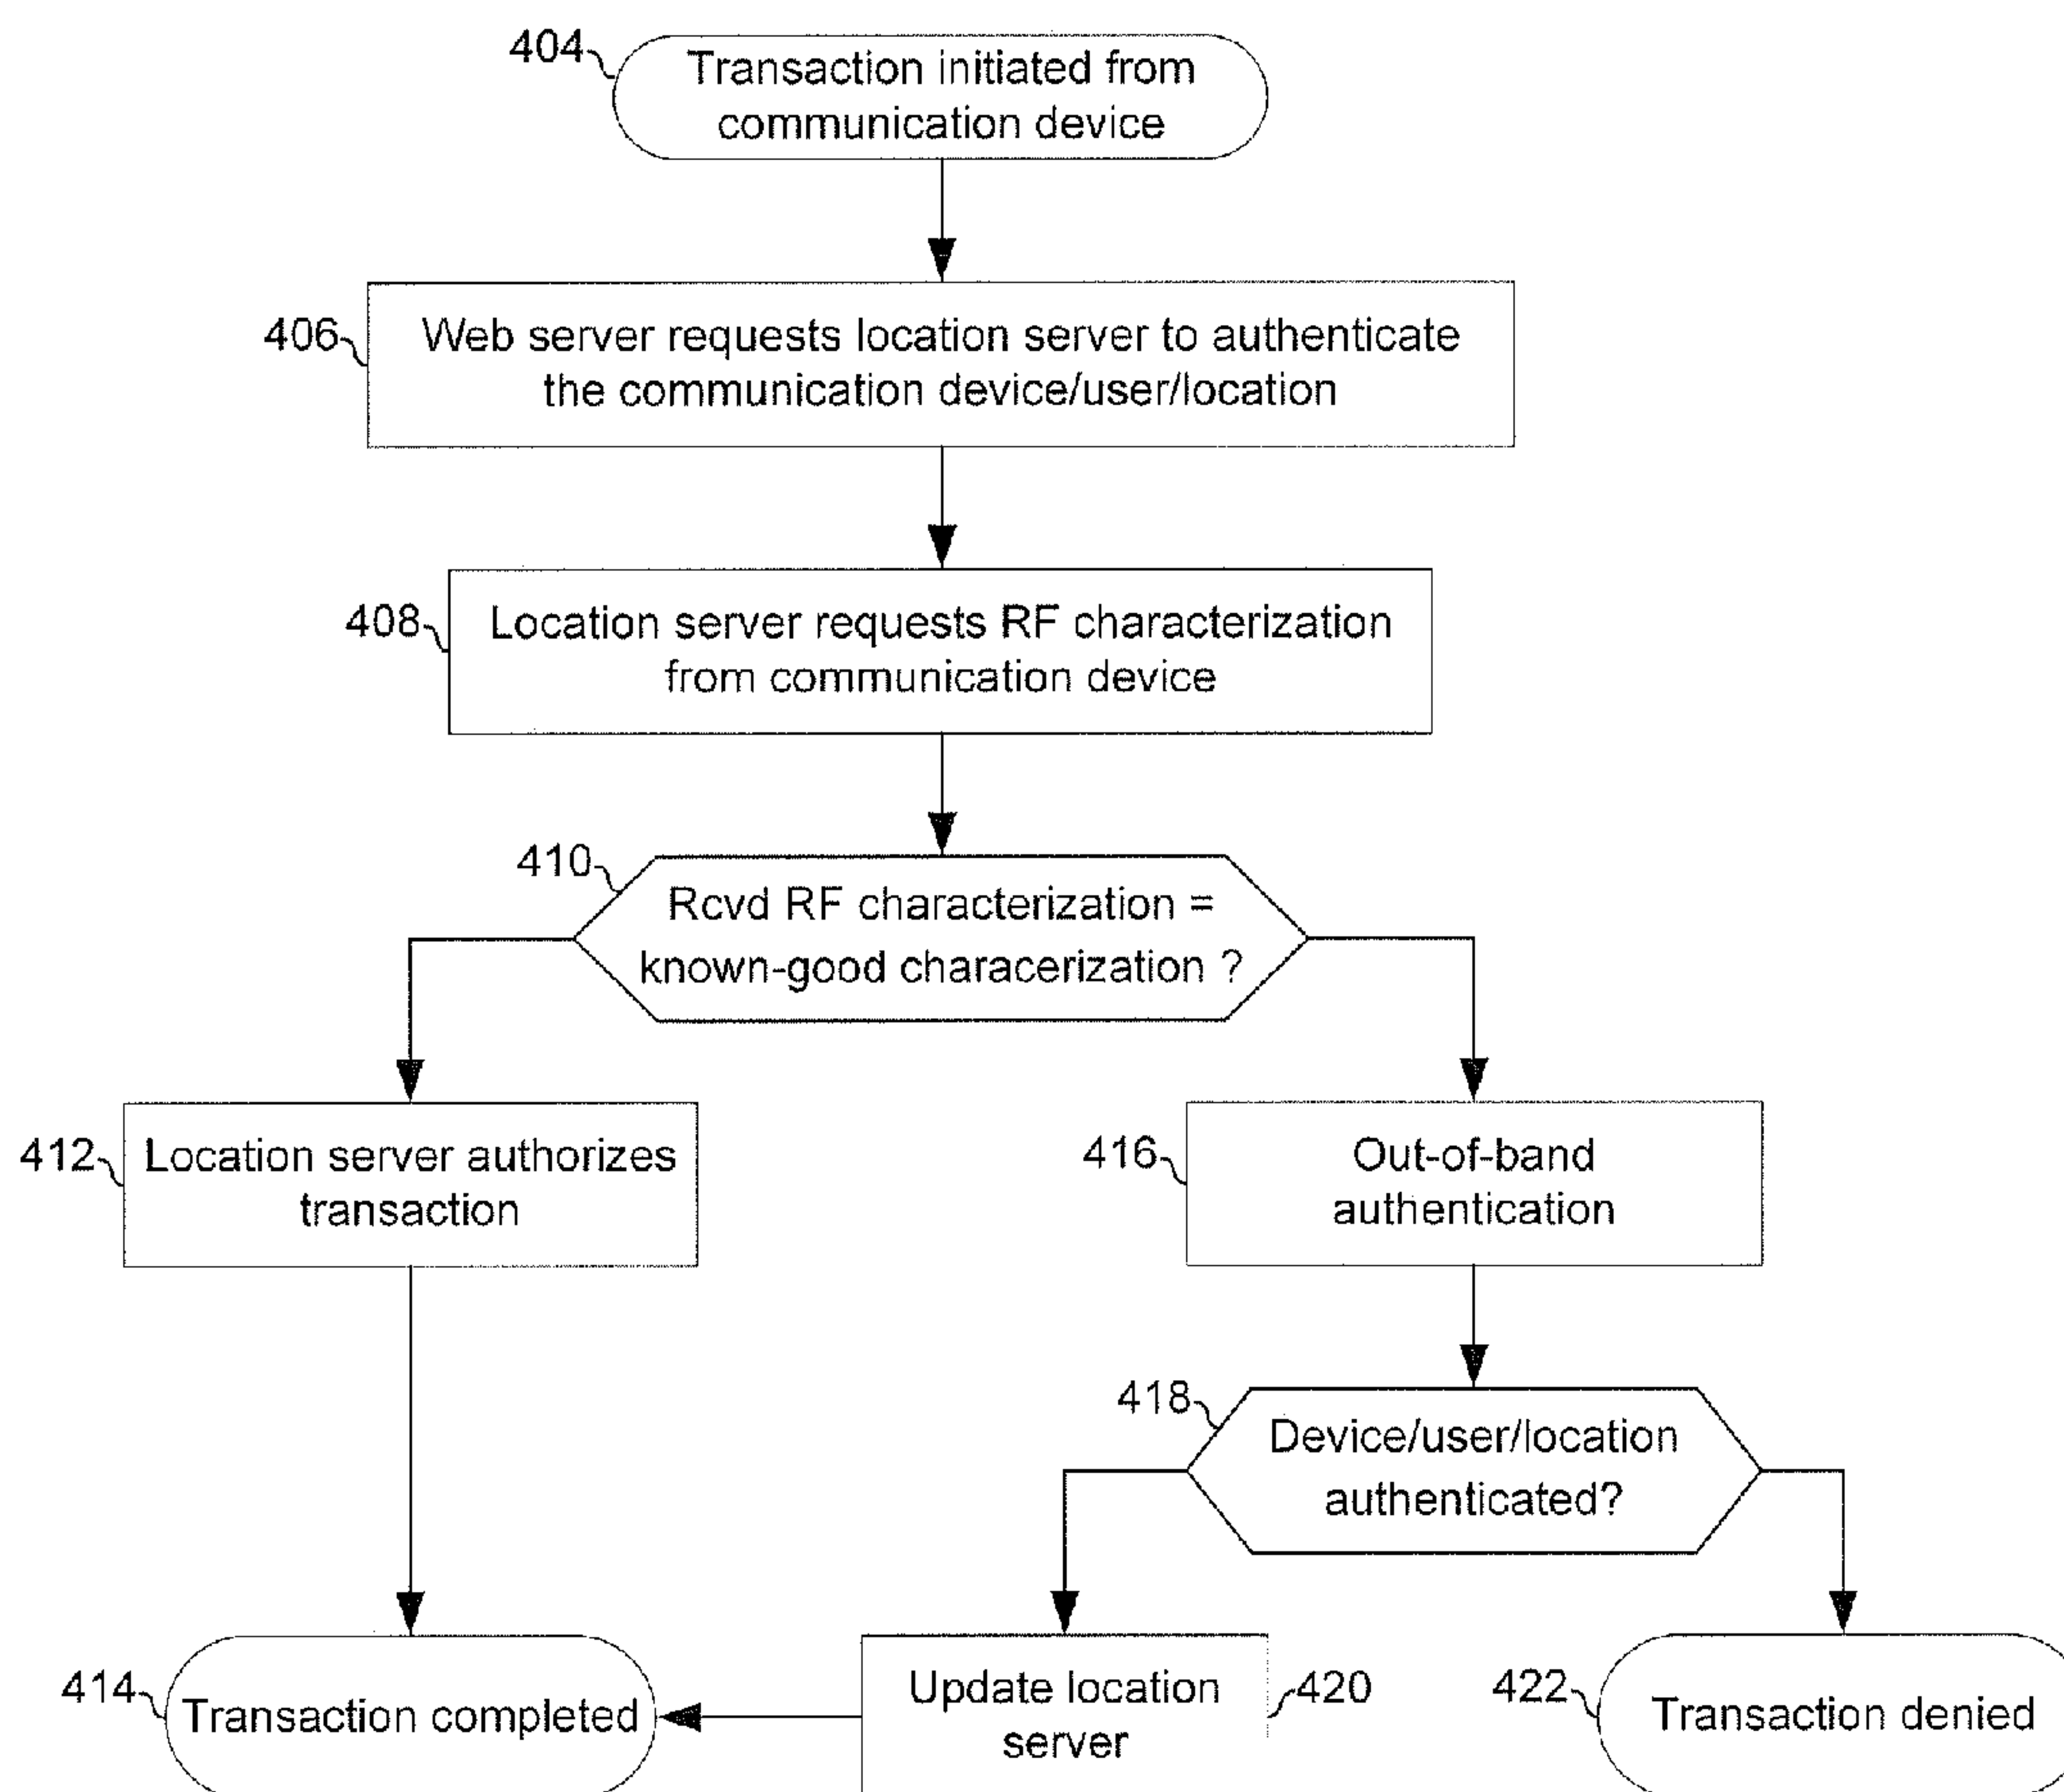 404
Transaction initiated from
communication device
406
Web server requests location server to authenticate
the communication device/user/location
408
Location server requests RF characterization
from communication device
410
Rcvd RF characterization =
known-good characerization ?
412
Location server authorizes
transaction
416
Out-of-band
authentication
418
Device/user/location
authenticated?
414
Transaction completed
Update location
server
420
422
Transaction denied